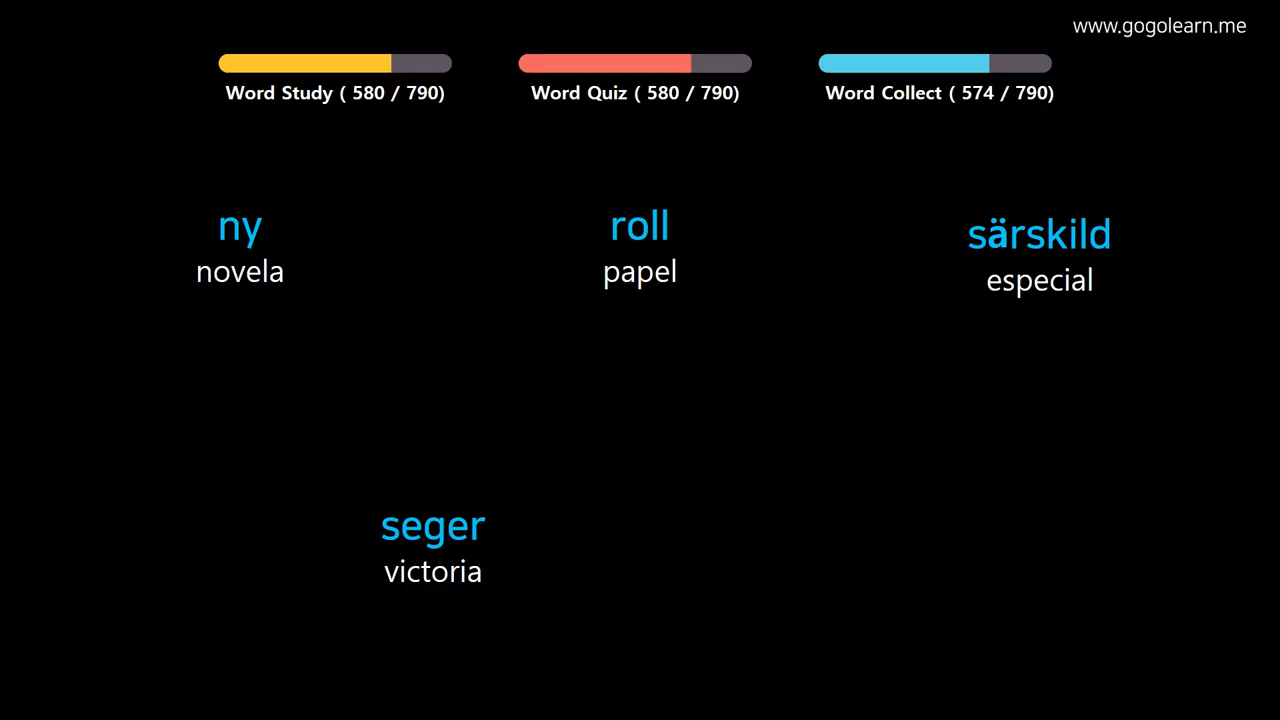 www.gogolearn.me
Word Study ( 580 / 790)
Word Quiz ( 580 / 790)
Word Collect ( 574 / 790)
ny
novela
roll
papel
särskild
especial
seger
victoria